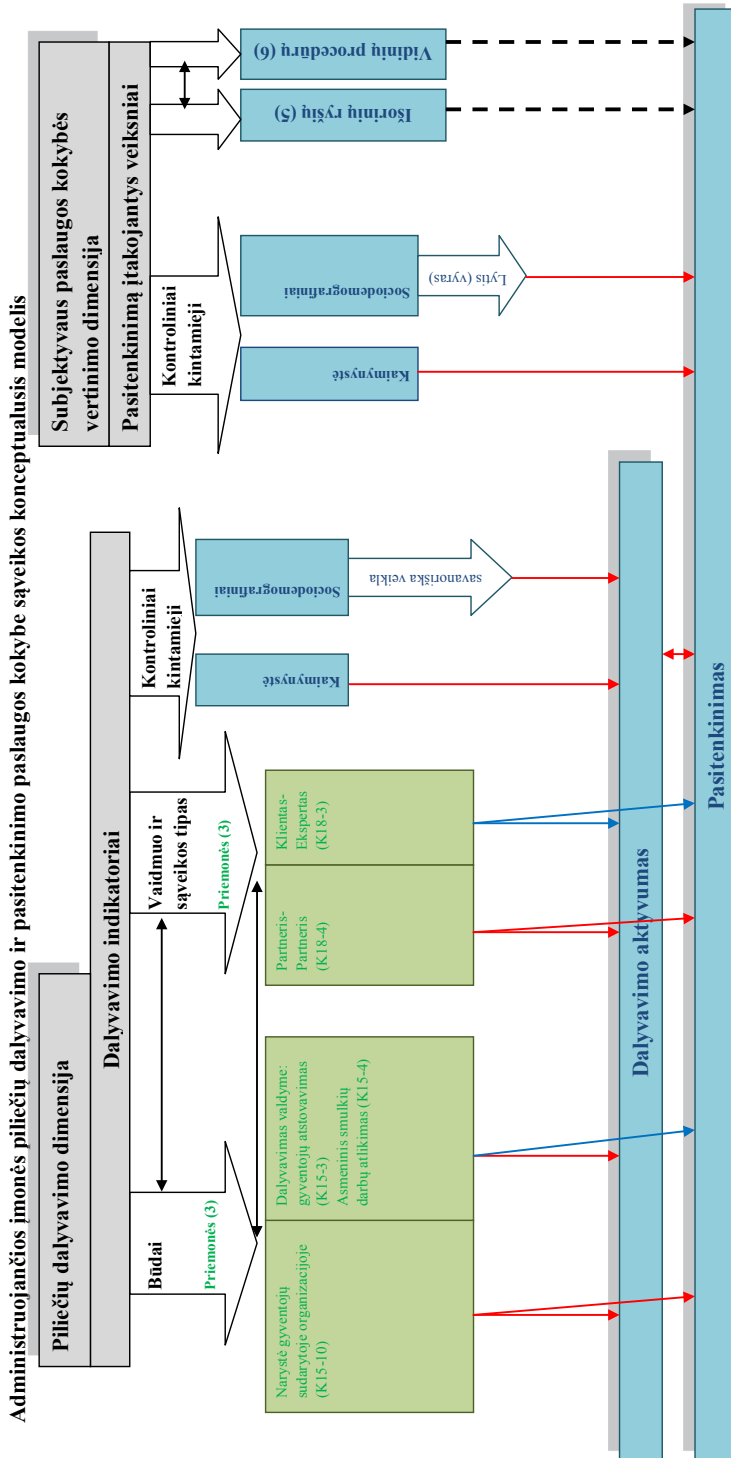 Administruojančios įmonės piliečių dalyvavimo ir pasitenkinimo paslaugos kokybe sąveikos konceptualusis modelis
Piliečių dalyvavimo dimensija
Dalyvavimo indikatoriai
Būdai
Priemonės (3)
Vaidmuo ir
sąveikos tipas
Priemonės (3)
Kontroliniai
kintamieji
Narystė gyventojų
sudarytoje organizacijoje
(K15-10)
Dalyvavimas valdyme:
gyventojų atstovavimas
(K15-3)
Asmeninis smulkių
darbų atlikimas (K15-4)
Partneris-
Partneris
(K18-4)
Klientas-
Ekspertas
(K18-3)
Kaimynystė
Sociodemografiniai
savanoriška veikla
Subjektyvaus paslaugos kokybės
vertinimo dimensija
Pasitenkinimą įtakojantys veiksniai
Kontroliniai
kintamieji
Kaimynystė
Sociodemografiniai
Lytis (vyras)
Išorinių ryšių (5)
Vidinių procedūrų (6)
Dalyvavimo aktyvumas
Pasitenkinimas